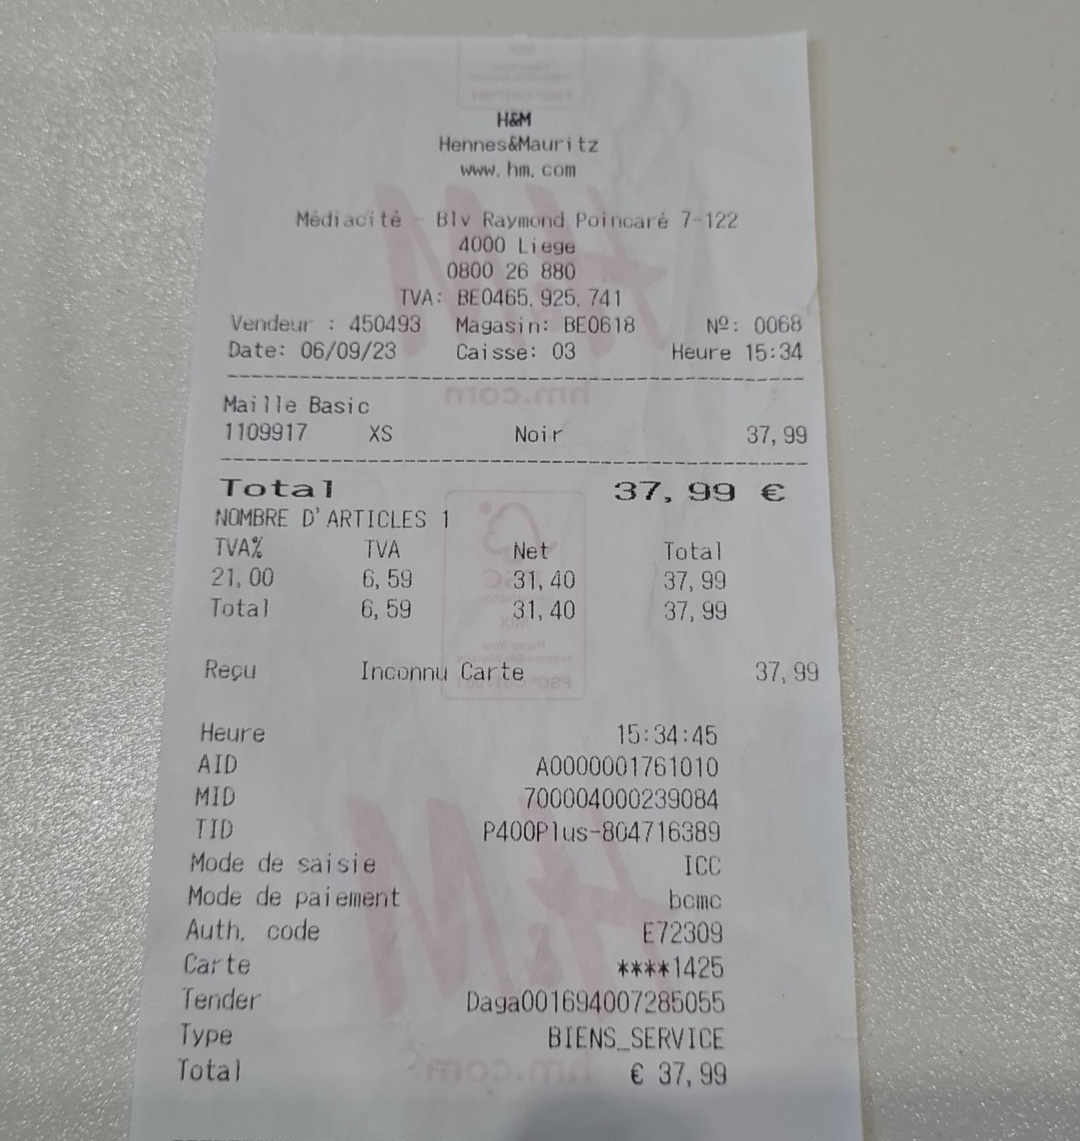 H&M
Hennes&Mauritz
www.hm.com
Médiacité - Blv Raymond Poincaré 7-122
4000 Liege
0800 26 880
TVA: BE0465.925.741
Vendeur : 450493 Magasin: BE0618 Nº: 0068
Date: 06/09/23 Caisse: 03 Heure 15:34
Maille Basic
1109917 XS Noir 37,99
Total 37,99 €
NOMBRE D'ARTICLES 1
TVA% TVA Net Total
21,00 6,59 31,40 37,99
Total 6,59 31,40 37,99
Reçu Inconnu Carte 37,99
Heure 15:34:45
AID A0000001761010
MID 700004000239084
TID P400Plus-804716389
Mode de saisie ICC
Mode de paiement bcmc
Auth. code E72309
Carte ****1425
Tender Daga001694007285055
Type BIENS_SERVICE
Total € 37,99